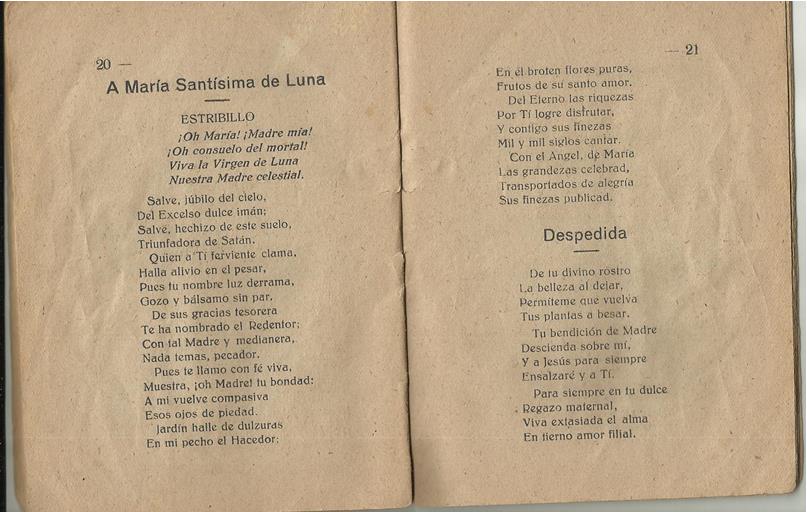 20 —
A María Santísima de Luna
ESTRIBILLO
¡Oh María! ¡Madre mía!
¡Oh consuelo del mortal!
Viva la Virgen de Luna
Nuestra Madre celestial.
Salve, júbilo del cielo,
Del Excelso dulce imán;
Salve, hechizo de este suelo,
Triunfadora de Satán.
Quien a Tí ferviente clama,
Halla alivio en el pesar,
Pues tu nombre luz derrama,
Gozo y bálsamo sin par.
De sus gracias tesorera
Te ha nombrado el Redentor;
Con tal Madre y medianera,
Nada temas, pecador.
Pues te llamo con fé viva,
Muestra, ¡oh Madre! tu bondad:
A mi vuelve compasiva
Esos ojos de piedad.
Jardín halle de dulzuras
En mi pecho el Hacedor;
— 21
En él broten flores puras,
Frutos de su santo amor.
Del Eterno las riquezas
Por Tí logre disfrutar,
Y contigo sus finezas
Mil y mil siglos cantar.
Con el Angel, de María
Las grandezas celebrad,
Transportados de alegría
Sus finezas publicad.
Despedida
De tu divino rostro
La belleza al dejar,
Permíteme que vuelva
Tus plantas a besar.
Tu bendición de Madre
Descienda sobre mí,
Y a Jesús para siempre
Ensalzaré y a Tí.
Para siempre en tu dulce
Regazo maternal,
Viva extasiada el alma
En tierno amor filial.